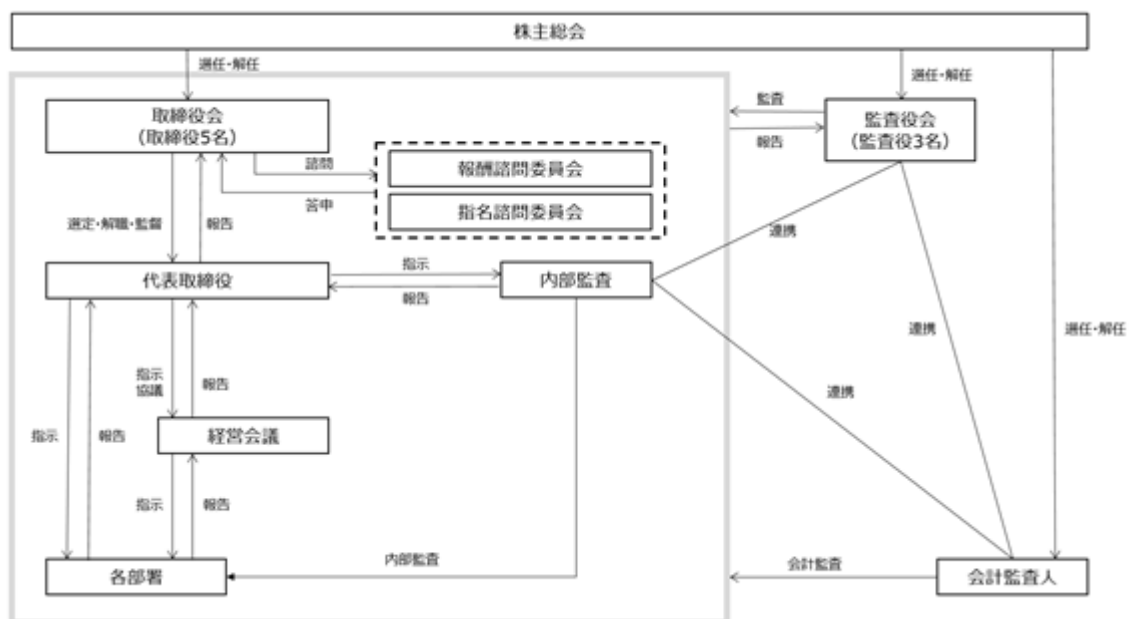 株主総会
選任・解任
選任・解任
取締役会
（取締役5名）
監査
報告
監査役会
（監査役3名）
諮問
答申
報酬諮問委員会
指名諮問委員会
選定・解職・監督
報告
連携
代表取締役
指示
報告
内部監査
連携
選任・解任
指示
協議
報告
連携
指示
報告
経営会議
指示
報告
内部監査
会計監査
各部署
会計監査人